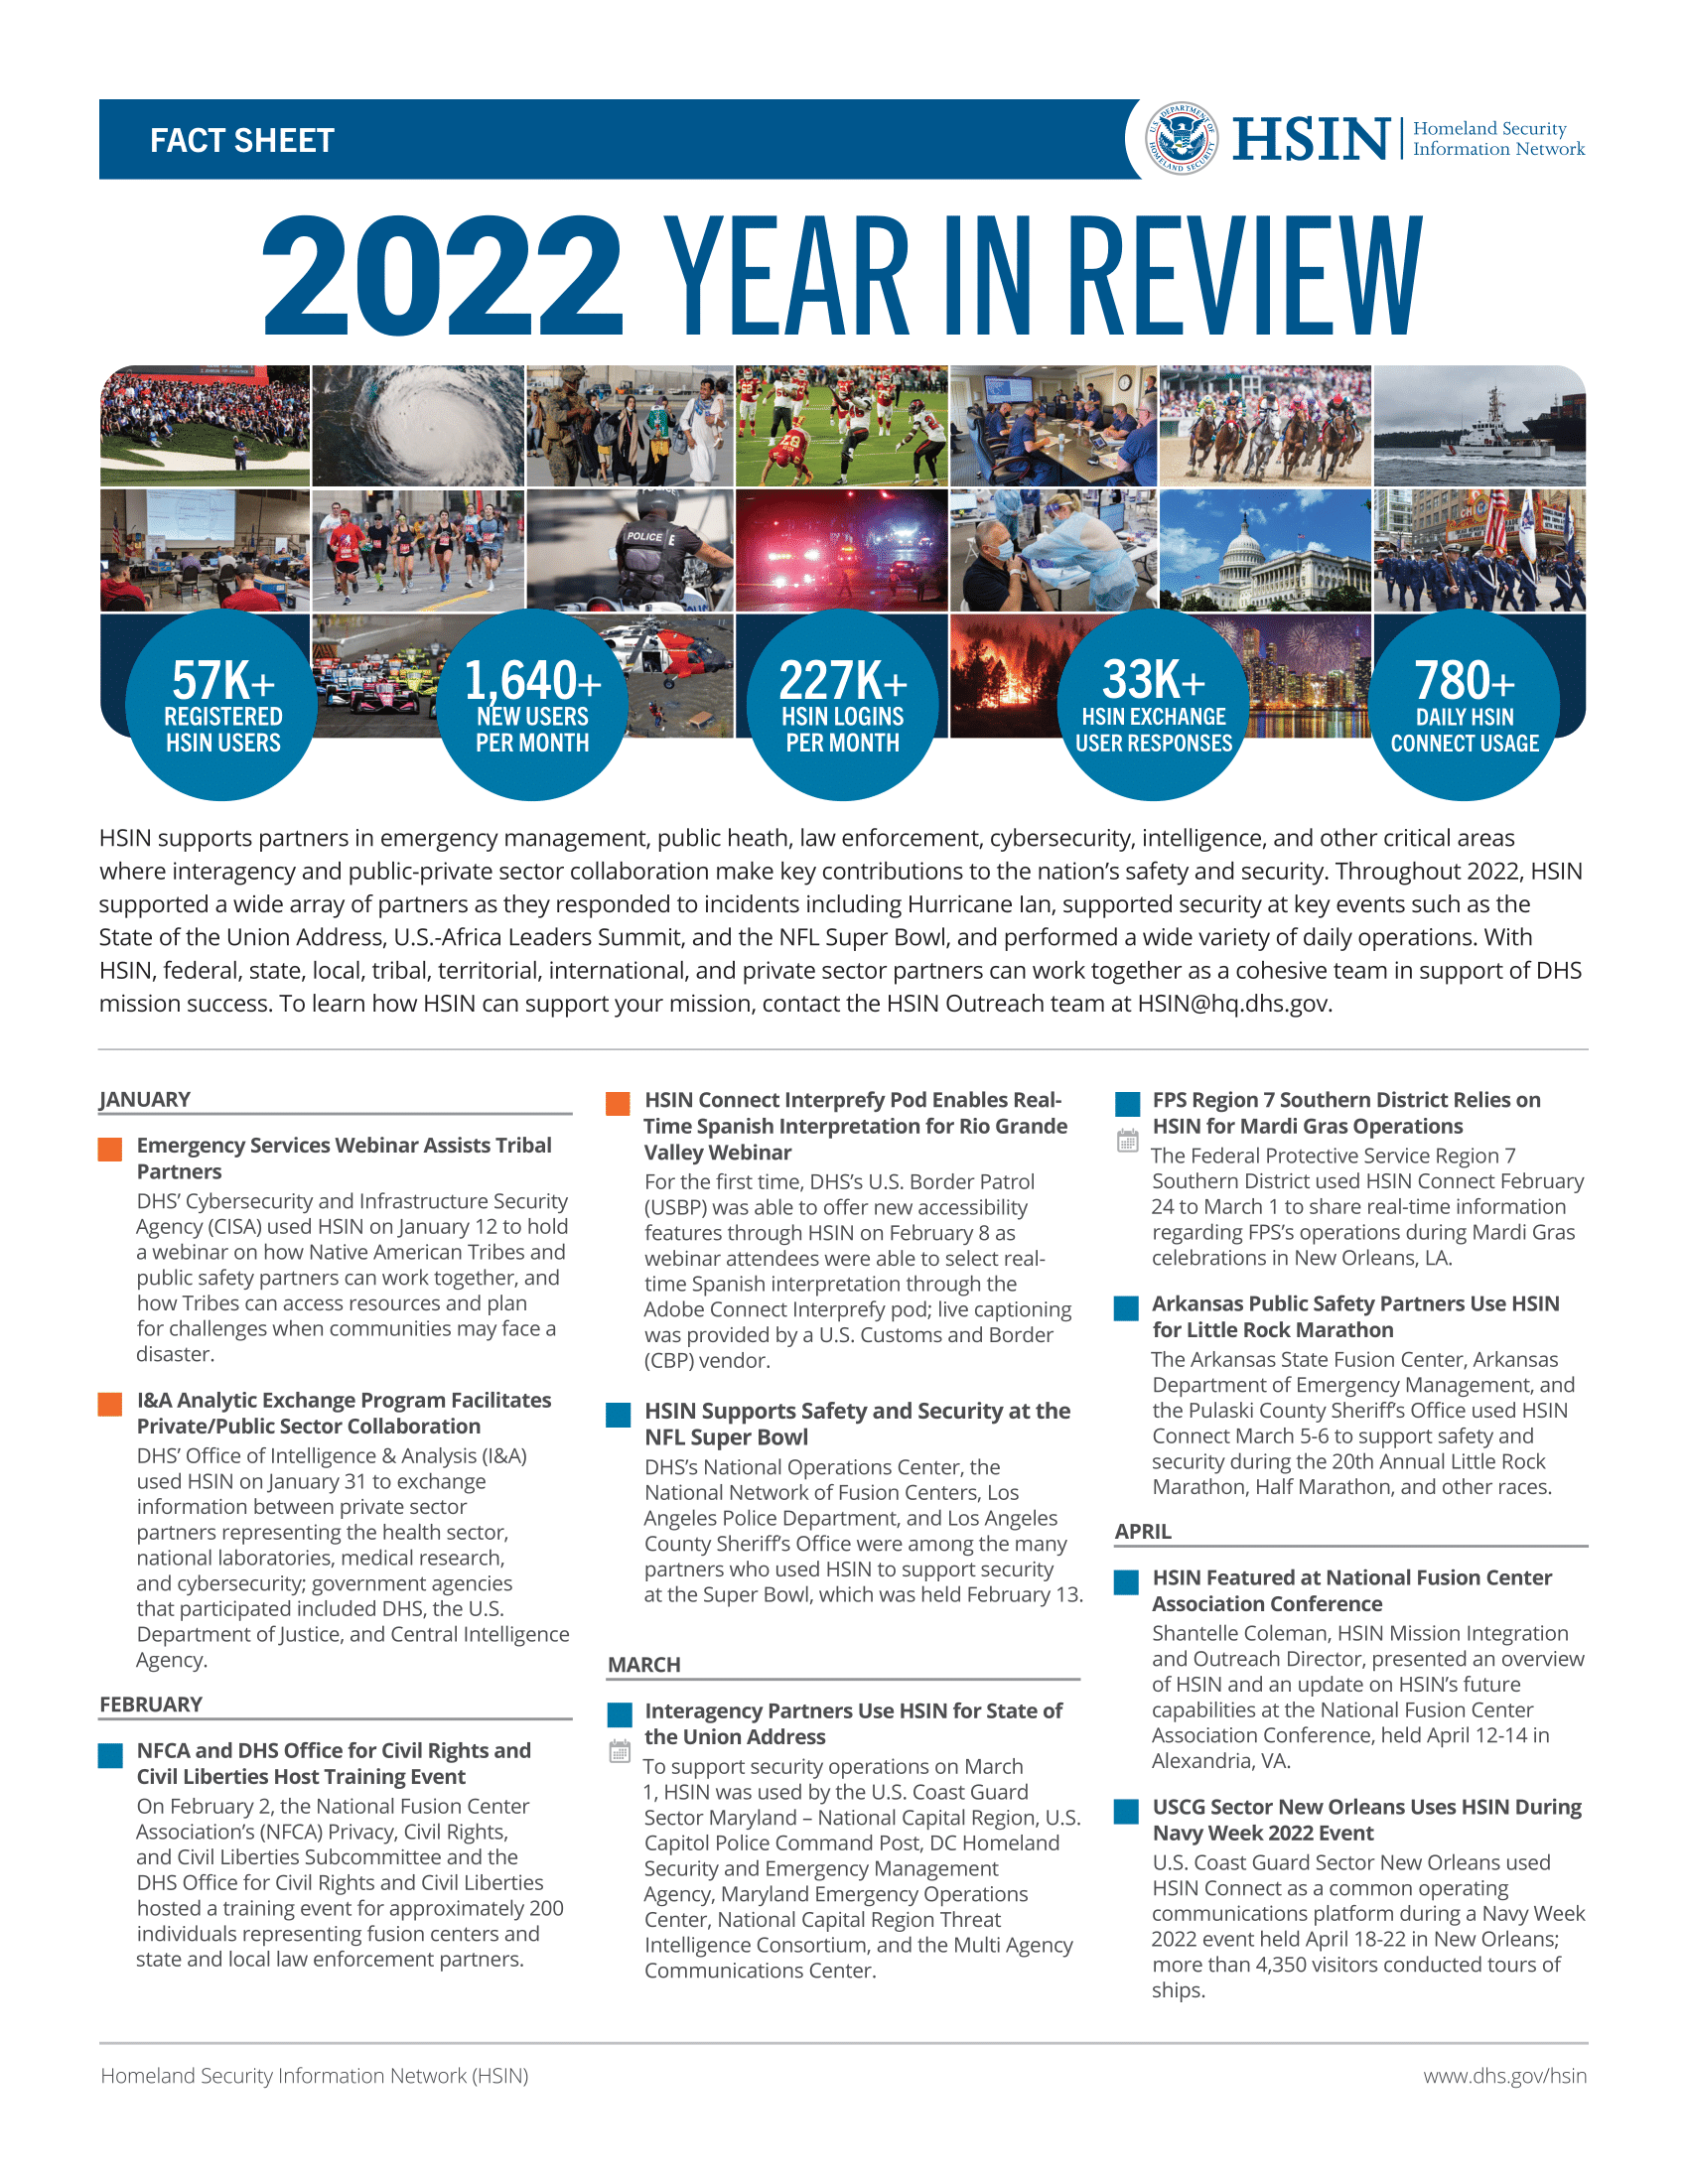 FACT SHEET
HSIN
Homeland Security
Information Network
U.S. DEPARTMENT OF
HOMELAND SECURITY
2022 YEAR IN REVIEW
POLICE
57K+
REGISTERED
HSIN USERS
1,640+
NEW USERS
PER MONTH
227K+
HSIN LOGINS
PER MONTH
33K+
HSIN EXCHANGE
USER RESPONSES
780+
DAILY HSIN
CONNECT USAGE
HSIN supports partners in emergency management, public heath, law enforcement, cybersecurity, intelligence, and other critical areas
where interagency and public-private sector collaboration make key contributions to the nation’s safety and security. Throughout 2022, HSIN
supported a wide array of partners as they responded to incidents including Hurricane Ian, supported security at key events such as the
State of the Union Address, U.S.-Africa Leaders Summit, and the NFL Super Bowl, and performed a wide variety of daily operations. With
HSIN, federal, state, local, tribal, territorial, international, and private sector partners can work together as a cohesive team in support of DHS
mission success. To learn how HSIN can support your mission, contact the HSIN Outreach team at HSIN@hq.dhs.gov.
JANUARY
Emergency Services Webinar Assists Tribal
Partners
DHS’ Cybersecurity and Infrastructure Security
Agency (CISA) used HSIN on January 12 to hold
a webinar on how Native American Tribes and
public safety partners can work together, and
how Tribes can access resources and plan
for challenges when communities may face a
disaster.
I&A Analytic Exchange Program Facilitates
Private/Public Sector Collaboration
DHS’ Office of Intelligence & Analysis (I&A)
used HSIN on January 31 to exchange
information between private sector
partners representing the health sector,
national laboratories, medical research,
and cybersecurity; government agencies
that participated included DHS, the U.S.
Department of Justice, and Central Intelligence
Agency.
FEBRUARY
NFCA and DHS Office for Civil Rights and
Civil Liberties Host Training Event
On February 2, the National Fusion Center
Association’s (NFCA) Privacy, Civil Rights,
and Civil Liberties Subcommittee and the
DHS Office for Civil Rights and Civil Liberties
hosted a training event for approximately 200
individuals representing fusion centers and
state and local law enforcement partners.
HSIN Connect Interprefy Pod Enables Real-
Time Spanish Interpretation for Rio Grande
Valley Webinar
For the first time, DHS’s U.S. Border Patrol
(USBP) was able to offer new accessibility
features through HSIN on February 8 as
webinar attendees were able to select real-
time Spanish interpretation through the
Adobe Connect Interprefy pod; live captioning
was provided by a U.S. Customs and Border
(CBP) vendor.
HSIN Supports Safety and Security at the
NFL Super Bowl
DHS’s National Operations Center, the
National Network of Fusion Centers, Los
Angeles Police Department, and Los Angeles
County Sheriff’s Office were among the many
partners who used HSIN to support security
at the Super Bowl, which was held February 13.
MARCH
Interagency Partners Use HSIN for State of
the Union Address
To support security operations on March
1, HSIN was used by the U.S. Coast Guard
Sector Maryland – National Capital Region, U.S.
Capitol Police Command Post, DC Homeland
Security and Emergency Management
Agency, Maryland Emergency Operations
Center, National Capital Region Threat
Intelligence Consortium, and the Multi Agency
Communications Center.
FPS Region 7 Southern District Relies on
HSIN for Mardi Gras Operations
The Federal Protective Service Region 7
Southern District used HSIN Connect February
24 to March 1 to share real-time information
regarding FPS’s operations during Mardi Gras
celebrations in New Orleans, LA.
Arkansas Public Safety Partners Use HSIN
for Little Rock Marathon
The Arkansas State Fusion Center, Arkansas
Department of Emergency Management, and
the Pulaski County Sheriff’s Office used HSIN
Connect March 5-6 to support safety and
security during the 20th Annual Little Rock
Marathon, Half Marathon, and other races.
APRIL
HSIN Featured at National Fusion Center
Association Conference
Shantelle Coleman, HSIN Mission Integration
and Outreach Director, presented an overview
of HSIN and an update on HSIN’s future
capabilities at the National Fusion Center
Association Conference, held April 12-14 in
Alexandria, VA.
USCG Sector New Orleans Uses HSIN During
Navy Week 2022 Event
U.S. Coast Guard Sector New Orleans used
HSIN Connect as a common operating
communications platform during a Navy Week
2022 event held April 18-22 in New Orleans;
more than 4,350 visitors conducted tours of
ships.
Homeland Security Information Network (HSIN)
www.dhs.gov/hsin